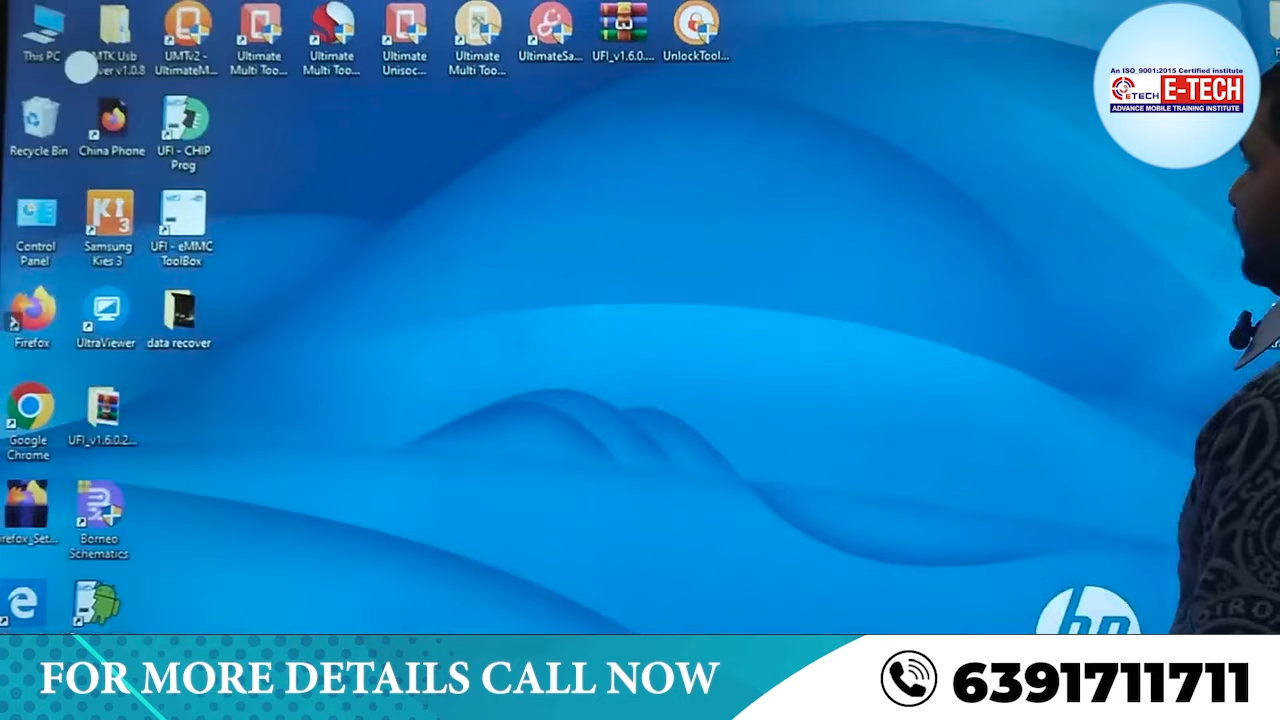 This PC
MTK Usb
er v1.0.8
UMTv2 -
UltimateM...
Ultimate
Multi Too...
Ultimate
Multi Too...
Ultimate
Unisoc...
Ultimate
Multi Too...
UltimateSa...
UFI_v1.6.0....
UnlockTool...
An ISO_9001:2015 Certified institute
ETECH E-TECH
ADVANCE MOBILE TRAINING INSTITUTE
Recycle Bin
China Phone
UFI - CHIP
Prog
Control
Panel
Samsung
Kies 3
UFI - eMMC
ToolBox
Firefox
UltraViewer
data recover
Google
Chrome
UFI_v1.6.0.2...
irefox_Set...
Borneo
Schematics
hp
FOR MORE DETAILS CALL NOW
6391711711